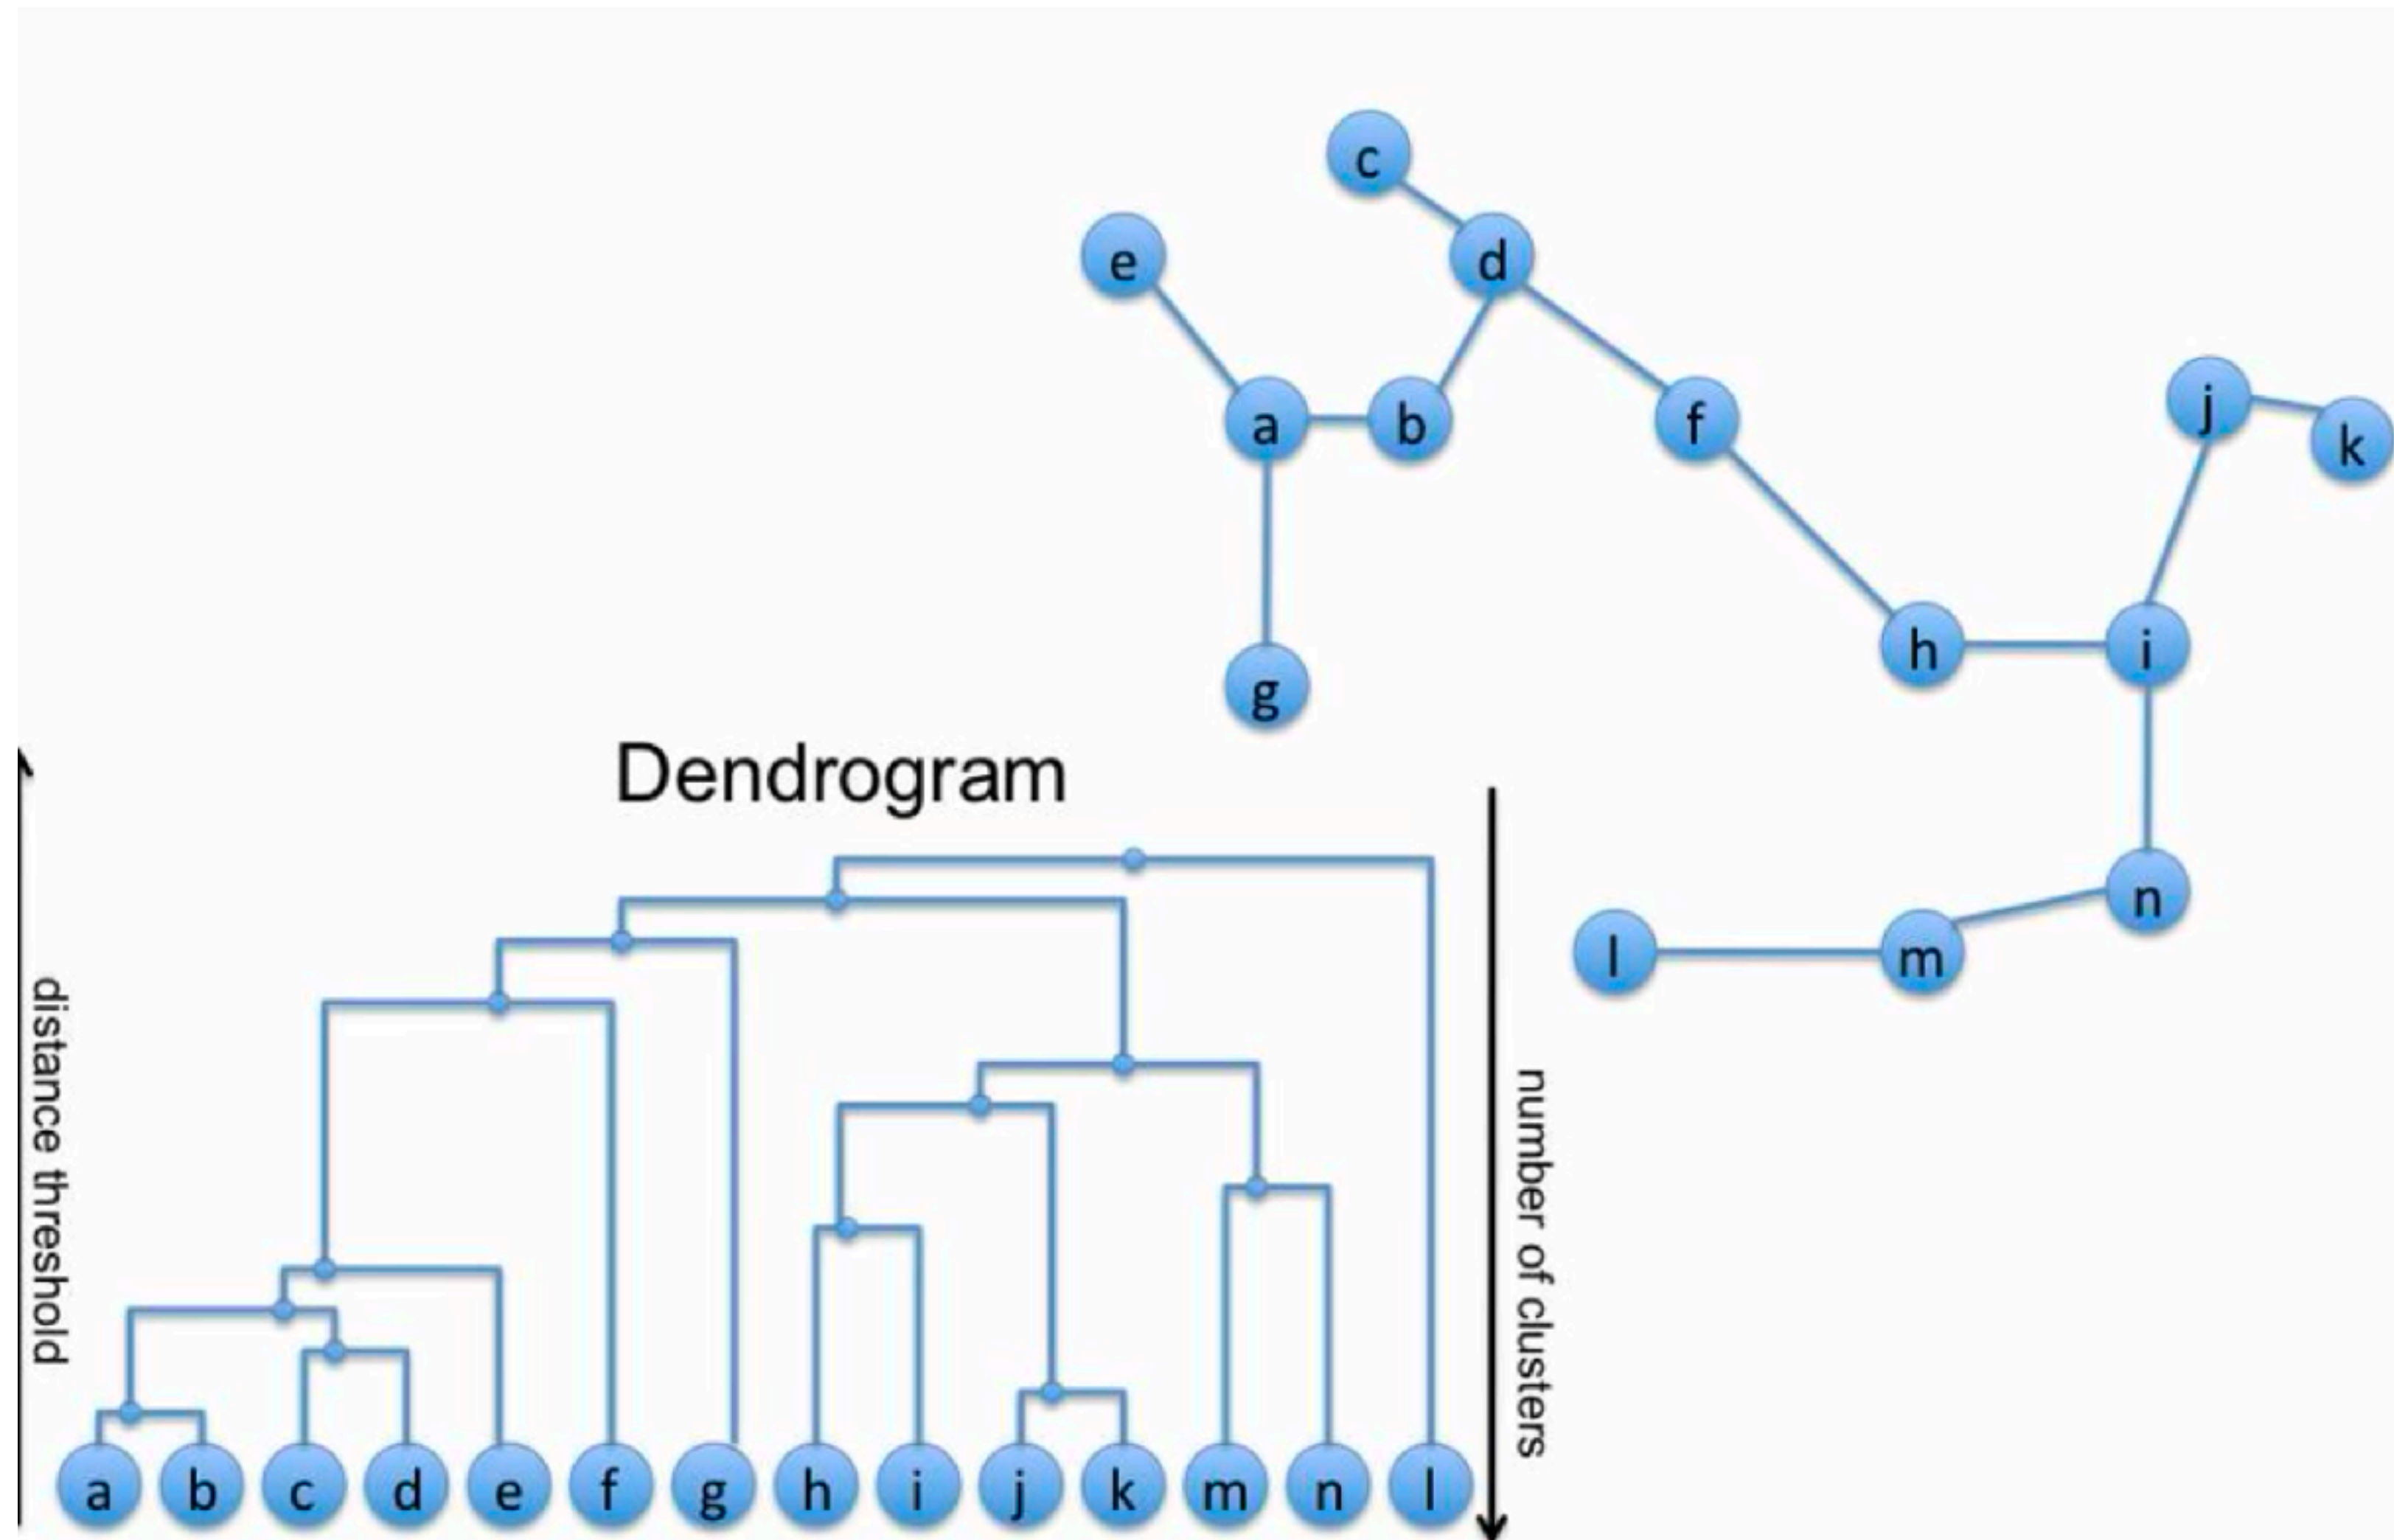 c
e
d
a
b
f
j
k
h
i
g
n
l
m
Dendrogram
distance threshold
number of clusters
a b c d e f g h i j k m n l